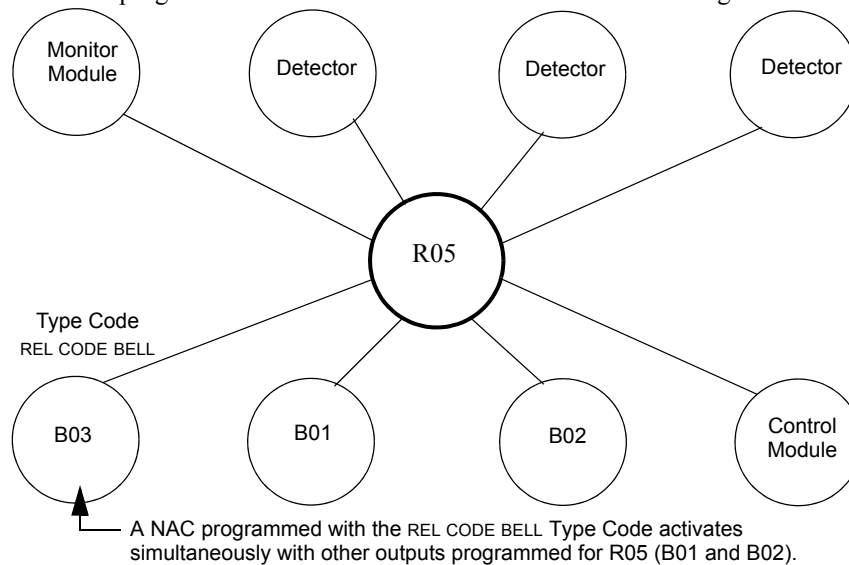 Monitor
Module
Detector
Detector
Detector
R05
Type Code
REL CODE BELL
B03
B01
B02
Control
Module
A NAC programmed with the REL CODE BELL Type Code activates
simultaneously with other outputs programmed for R05 (B01 and B02).